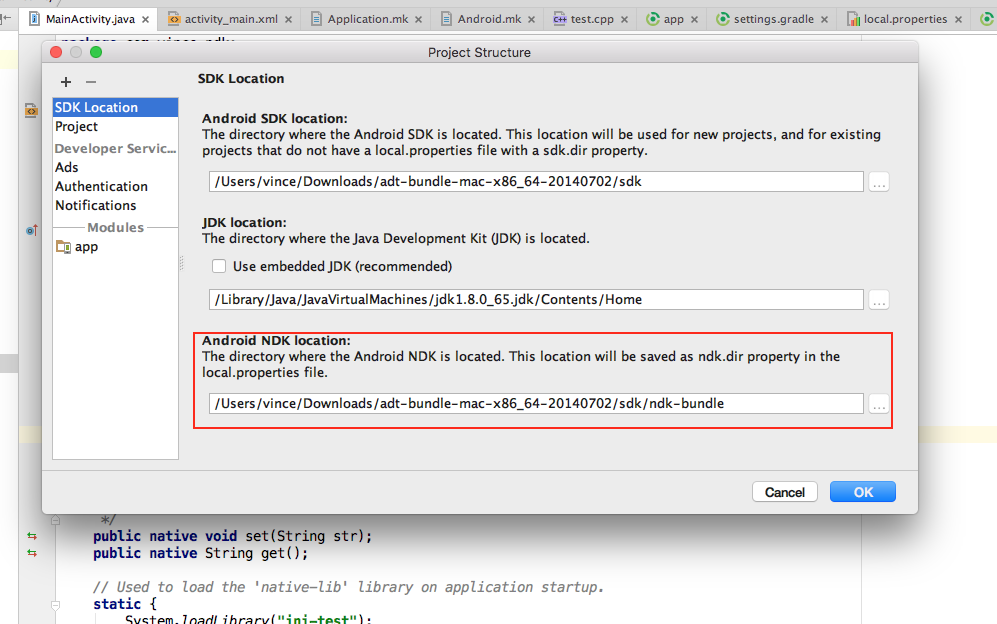 MainActivity.java × activity_main.xml × Application.mk × Android.mk × test.cpp × app × settings.gradle × local.properties ×
Project Structure
+ −
SDK Location
Project
Developer Servic...
Ads
Authentication
Notifications
Modules
app
SDK Location
Android SDK location:
The directory where the Android SDK is located. This location will be used for new projects, and for existing
projects that do not have a local.properties file with a sdk.dir property.
/Users/vince/Downloads/adt-bundle-mac-x86_64-20140702/sdk
...
JDK location:
The directory where the Java Development Kit (JDK) is located.
Use embedded JDK (recommended)
/Library/Java/JavaVirtualMachines/jdk1.8.0_65.jdk/Contents/Home
...
Android NDK location:
The directory where the Android NDK is located. This location will be saved as ndk.dir property in the
local.properties file.
/Users/vince/Downloads/adt-bundle-mac-x86_64-20140702/sdk/ndk-bundle
...
Cancel OK
*/
public native void set(String str);
public native String get();
// Used to load the 'native-lib' library on application startup.
static {
System.loadLibrary("jni-test");